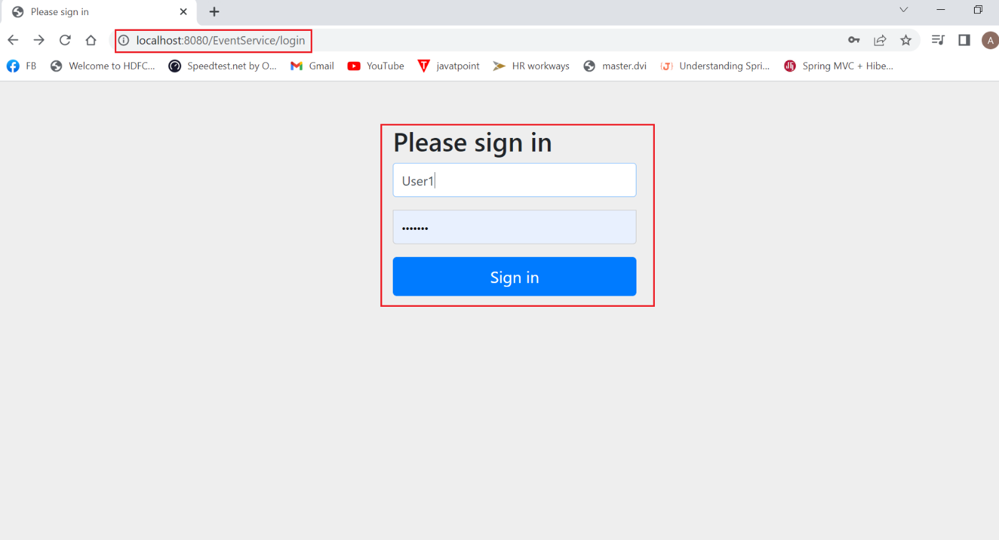 Please sign in
localhost:8080/EventService/login
A
FB Welcome to HDFC... Speedtest.net by O... Gmail YouTube javatpoint HR workways master.dvi Understanding Spri... Spring MVC + Hibe...
Please sign in
User1
•••••••
Sign in